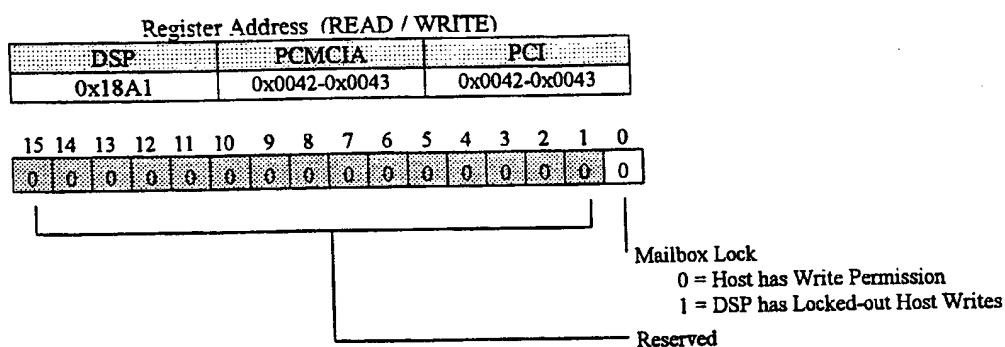 Register Address (READ / WRITE)
DSP PCMCIA PCI
0x18A1 0x0042-0x0043 0x0042-0x0043
15 14 13 12 11 10 9 8 7 6 5 4 3 2 1 0
0 0 0 0 0 0 0 0 0 0 0 0 0 0 0 0
Mailbox Lock
0 = Host has Write Permission
1 = DSP has Locked-out Host Writes
Reserved